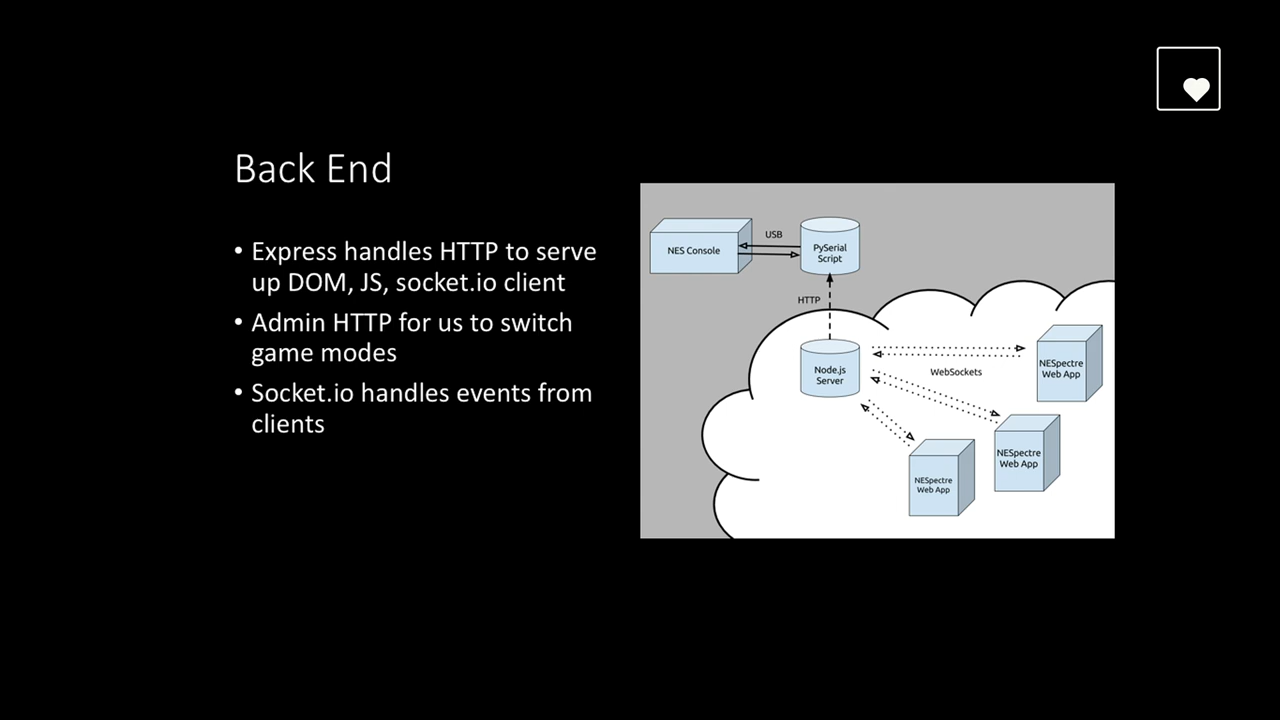 Back End
• Express handles HTTP to serve
up DOM, JS, socket.io client
• Admin HTTP for us to switch
game modes
• Socket.io handles events from
clients
NES Console
USB
PySerial
Script
HTTP
Node.js
Server
WebSockets
NESpectre
Web App
NESpectre
Web App
NESpectre
Web App